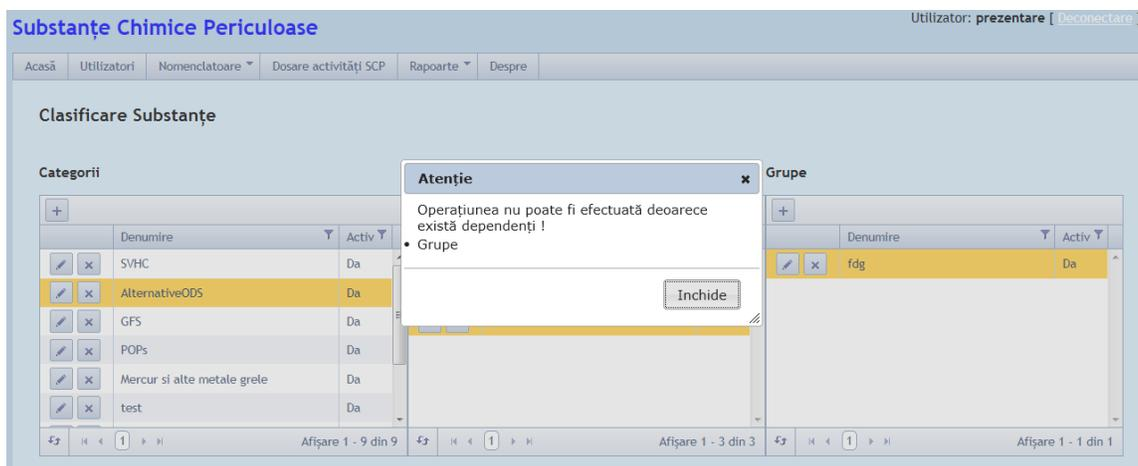 Substanțe Chimice Periculoase
Utilizator: prezentare [ Deconectare ]
Acasă Utilizatori Nomenclatoare Dosare activități SCP Rapoarte Despre
Clasificare Substanțe
Categorii
Grupe
Atenție
Operațiunea nu poate fi efectuată deoarece
există dependenți !
• Grupe
Inchide
Denumire Activ
SVHC Da
AlternativeODS Da
GFS Da
POPs Da
Mercur si alte metale grele Da
test Da
1 Afișare 1 - 9 din 9
1 Afișare 1 - 3 din 3
Denumire Activ
fdg Da
1 Afișare 1 - 1 din 1